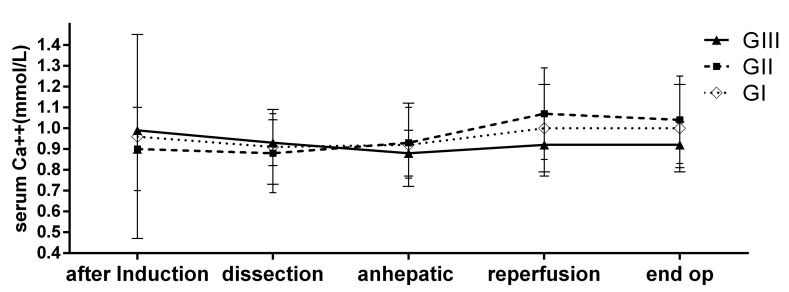 serum Ca++(mmol/L)
1.4
1.3
1.2
1.1
1.0
0.9
0.8
0.7
0.6
0.5
0.4
after Induction dissection anhepatic reperfusion end op
GIII
GII
GI